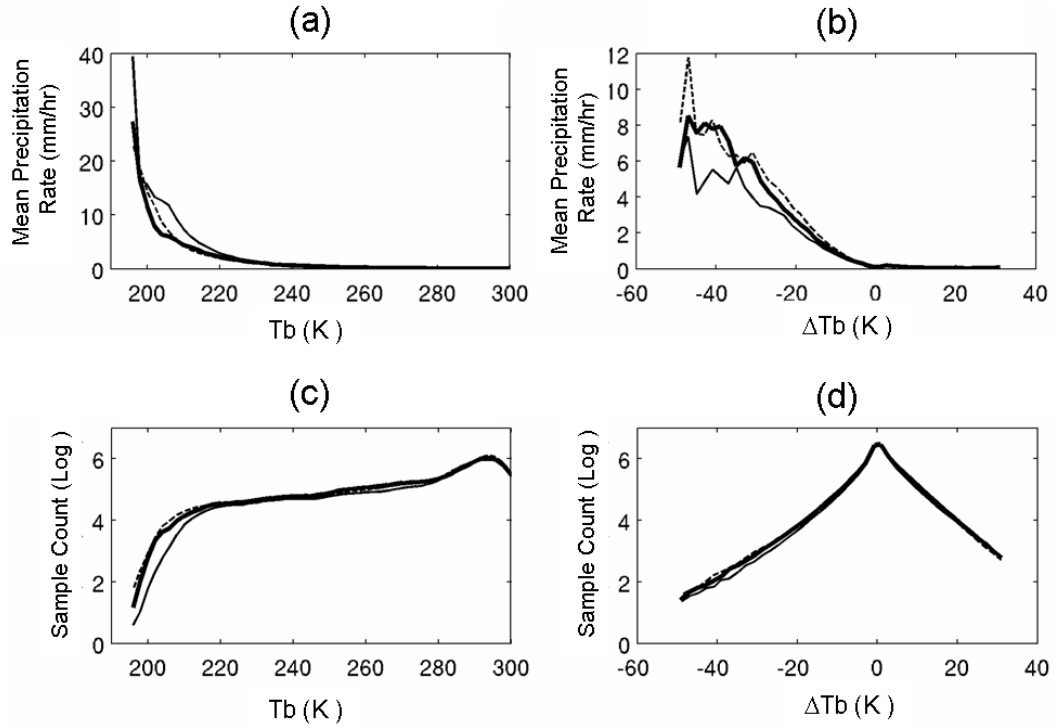 (a)
Mean Precipitation
Rate (mm/hr)
40
30
20
10
0
200 220 240 260 280 300
Tb (K )
(b)
Mean Precipitation
Rate (mm/hr)
12
10
8
6
4
2
0
-60 -40 -20 0 20 40
ΔTb (K )
(c)
Sample Count (Log )
6
4
2
0
200 220 240 260 280 300
Tb (K )
(d)
Sample Count (Log )
6
4
2
0
-60 -40 -20 0 20 40
ΔTb (K )